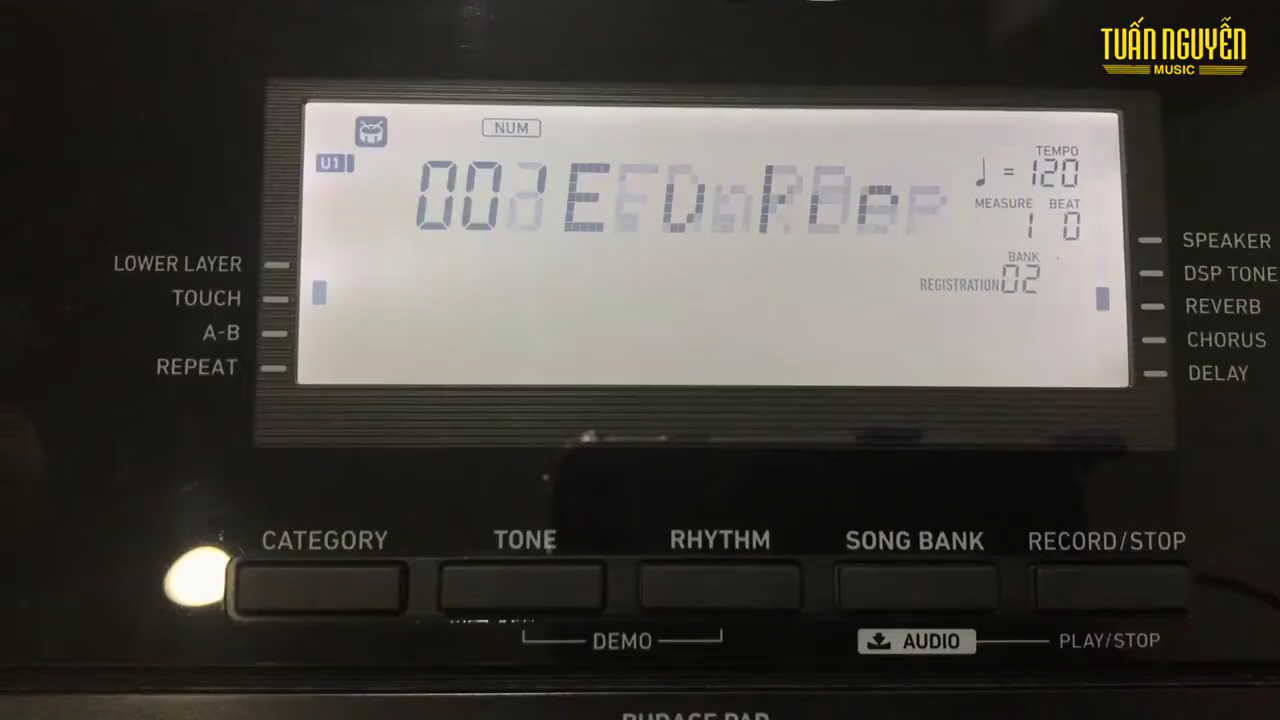 TUẤN NGUYỄN
MUSIC
NUM
U1
TEMPO
= 120
MEASURE BEAT
1 0
BANK
REGISTRATION 02
LOWER LAYER
TOUCH
A-B
REPEAT
SPEAKER
DSP TONE
REVERB
CHORUS
DELAY
CATEGORY
TONE
RHYTHM
SONG BANK
RECORD/STOP
DEMO
AUDIO
PLAY/STOP